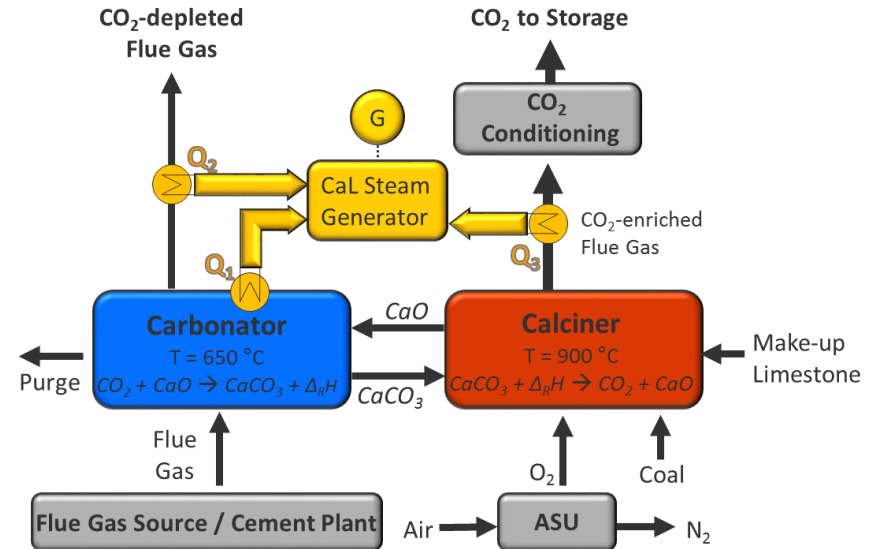 CO₂-depleted
Flue Gas
CO₂ to Storage
CO₂
Conditioning
G
Q₂
CaL Steam
Generator
CO₂-enriched
Flue Gas
Q₃
Q₁
Carbonator
T = 650 °C
CO₂ + CaO → CaCO₃ + ΔRH
CaO
CaCO₃
Calciner
T = 900 °C
CaCO₃ + ΔRH → CO₂ + CaO
Make-up
Limestone
Purge
Flue
Gas
O₂
Coal
Flue Gas Source / Cement Plant
Air
ASU
N₂